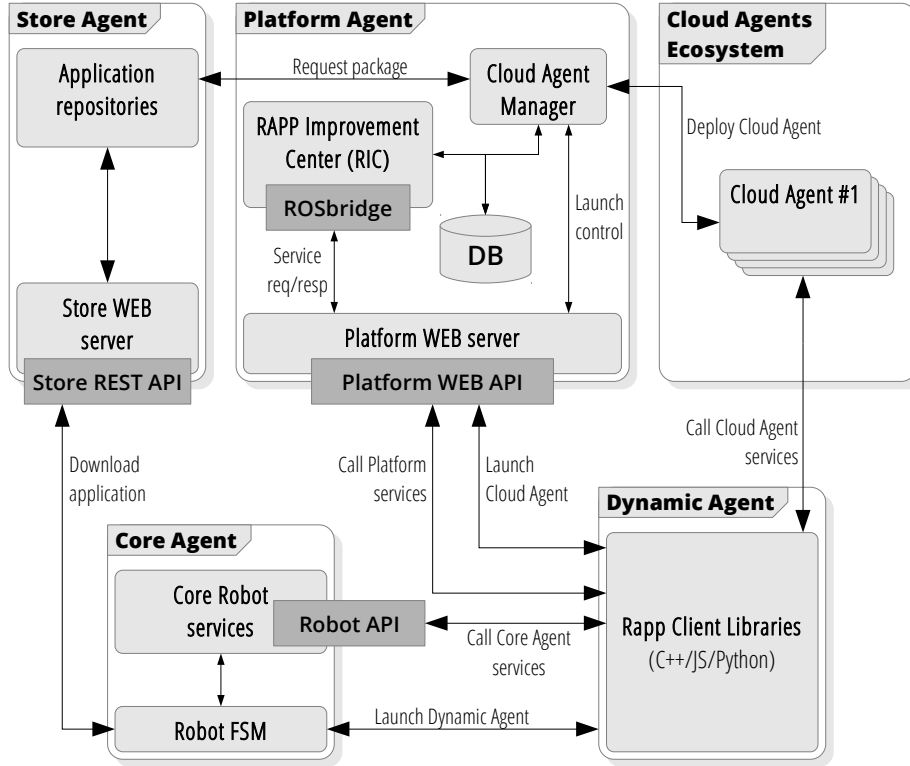 Store Agent
Application
repositories
Store WEB
server
Store REST API
Platform Agent
Request package
Cloud Agent
Manager
RAPP Improvement
Center (RIC)
ROSbridge
DB
Launch
control
Service
req/resp
Platform WEB server
Platform WEB API
Cloud Agents
Ecosystem
Deploy Cloud Agent
Cloud Agent #1
Call Cloud Agent
services
Download
application
Call Platform
services
Launch
Cloud Agent
Core Agent
Core Robot
services
Robot API
Robot FSM
Call Core Agent
services
Launch Dynamic Agent
Dynamic Agent
Rapp Client Libraries
(C++/JS/Python)